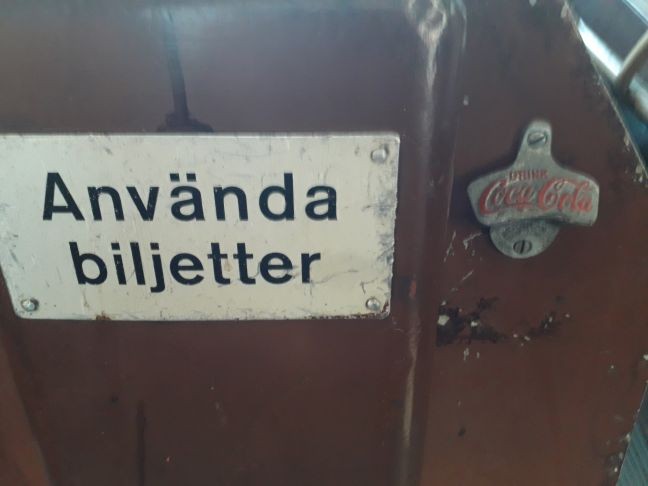 Använda
biljetter
DRINK
Coca-Cola